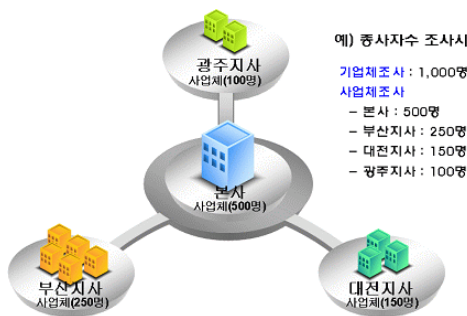 광주지사
사업체(100명)
본사
사업체(500명)
부산지사
사업체(250명)
대전지사
사업체(150명)
예) 종사자수 조사시
기업체조사 : 1,000명
사업체조사
– 본사 : 500명
– 부산지사 : 250명
– 대전지사 : 150명
– 광주지사 : 100명